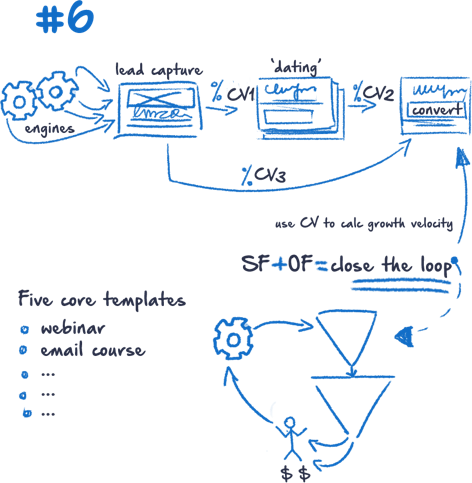 #6
lead capture
'dating'
% CV1
% CV2
convert
engines
% CV3
use CV to calc growth velocity
SF+OF=close the loop
Five core templates
webinar
email course
...
...
...
$ $